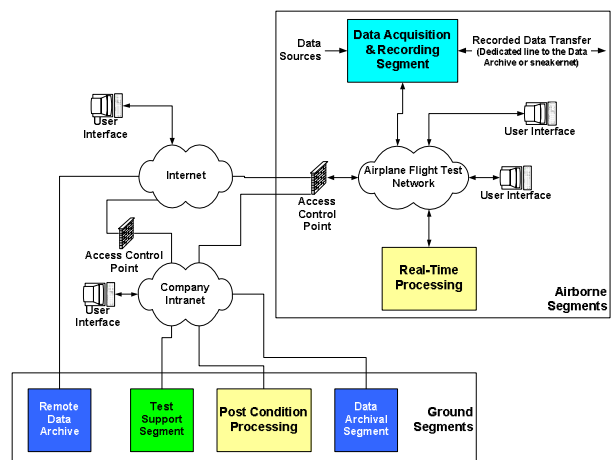 Data Acquisition
& Recording
Segment
Data
Sources
Recorded Data Transfer
(Dedicated line to the Data
Archive or sneakernet)
User
Interface
User Interface
Internet
Airplane Flight Test
Network
User Interface
Access
Control
Point
Access Control
Point
Company
Intranet
User
Interface
Real-Time
Processing
Airborne
Segments
Remote
Data
Archive
Test
Support
Segment
Post Condition
Processing
Data
Archival
Segment
Ground
Segments